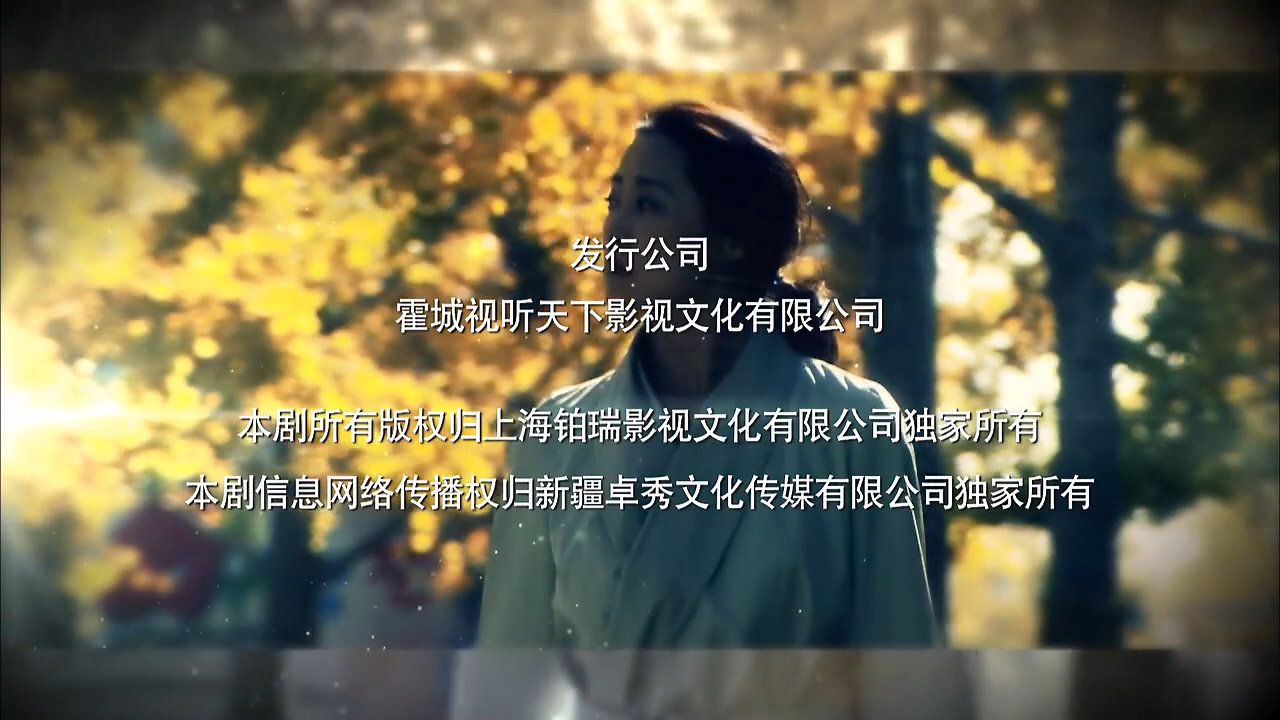 发行公司
霍城视听天下影视文化有限公司
本剧所有版权归上海铂瑞影视文化有限公司独家所有
本剧信息网络传播权归新疆卓秀文化传媒有限公司独家所有